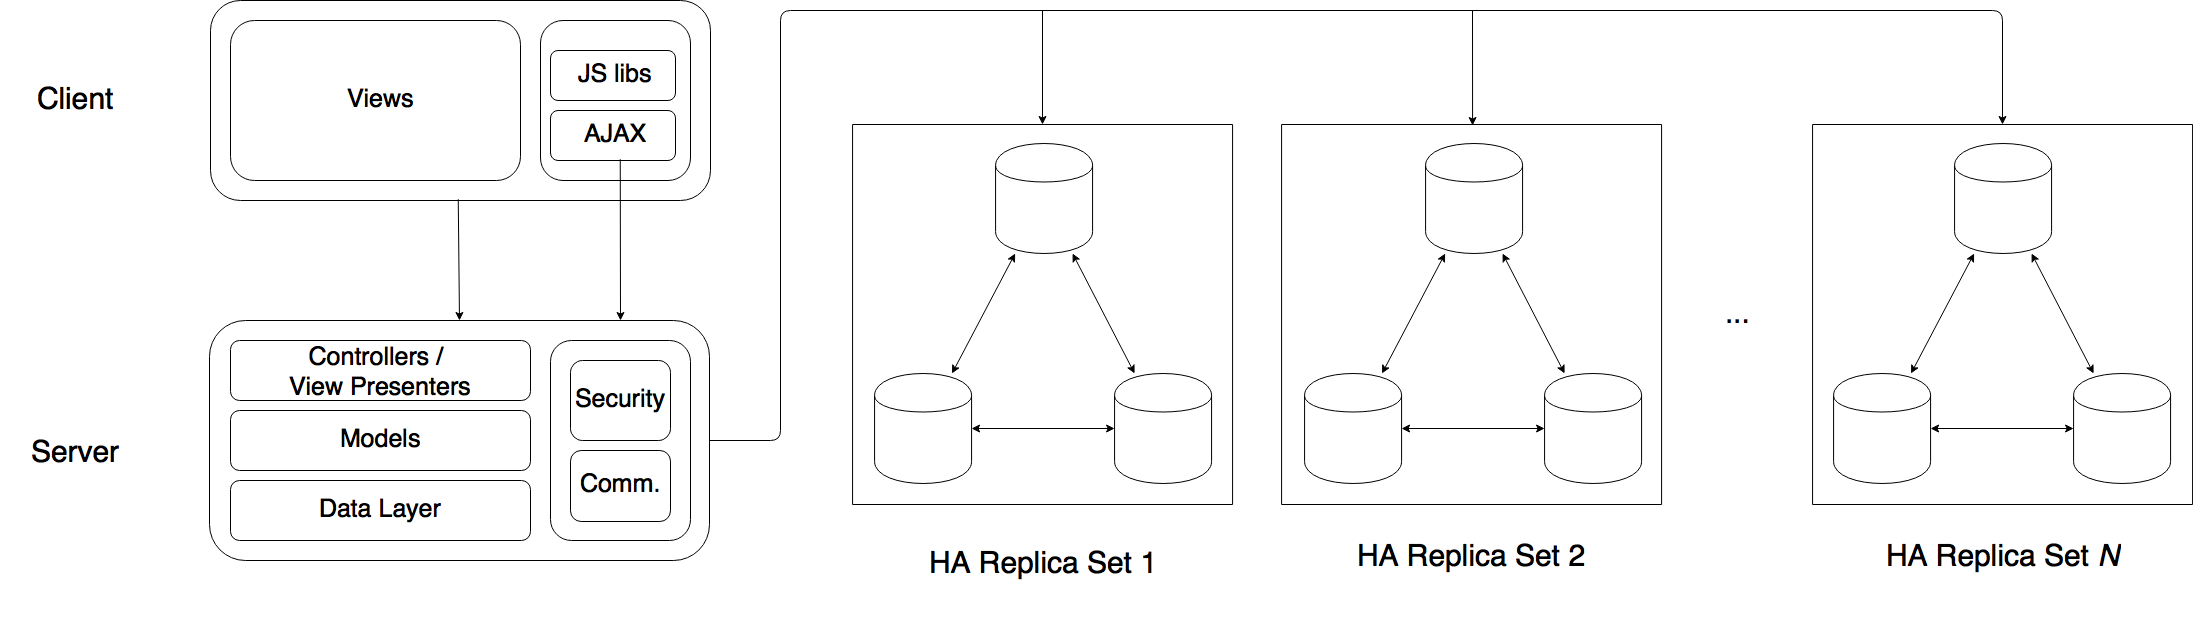 Client
Views
JS libs
AJAX
Server
Controllers /
View Presenters
Models
Data Layer
Security
Comm.
HA Replica Set 1
HA Replica Set 2
...
HA Replica Set N